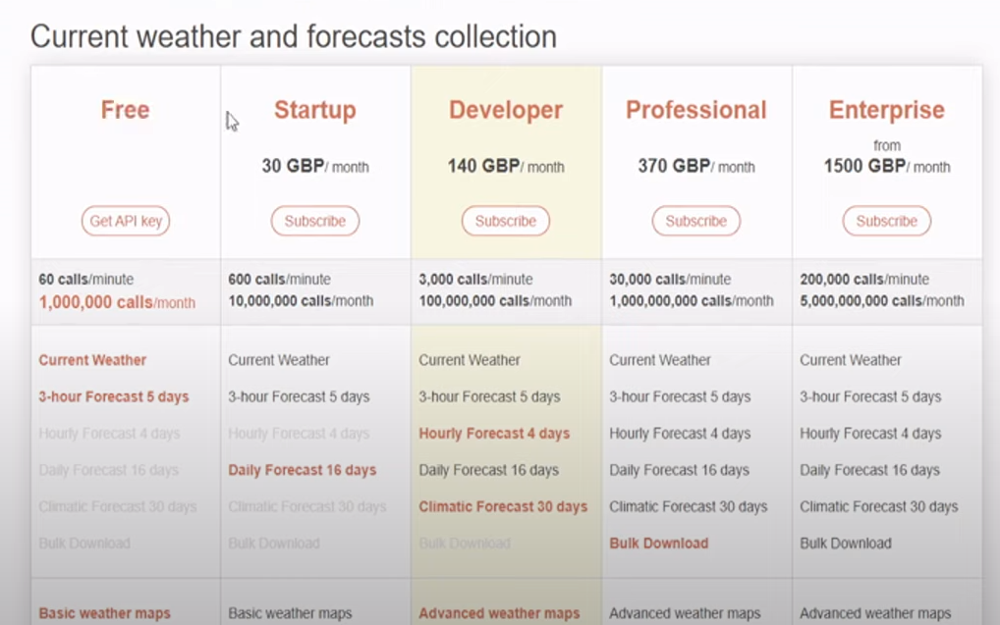 Current weather and forecasts collection
Free Startup Developer Professional Enterprise
from
30 GBP/ month 140 GBP/ month 370 GBP/ month 1500 GBP/ month
Get API key Subscribe Subscribe Subscribe Subscribe
60 calls/minute 600 calls/minute 3,000 calls/minute 30,000 calls/minute 200,000 calls/minute
1,000,000 calls/month 10,000,000 calls/month 100,000,000 calls/month 1,000,000,000 calls/month 5,000,000,000 calls/month
Current Weather Current Weather Current Weather Current Weather Current Weather
3-hour Forecast 5 days 3-hour Forecast 5 days 3-hour Forecast 5 days 3-hour Forecast 5 days 3-hour Forecast 5 days
Hourly Forecast 4 days Hourly Forecast 4 days Hourly Forecast 4 days Hourly Forecast 4 days Hourly Forecast 4 days
Daily Forecast 16 days Daily Forecast 16 days Daily Forecast 16 days Daily Forecast 16 days Daily Forecast 16 days
Climatic Forecast 30 days Climatic Forecast 30 days Climatic Forecast 30 days Climatic Forecast 30 days Climatic Forecast 30 days
Bulk Download Bulk Download Bulk Download Bulk Download Bulk Download
Basic weather maps Basic weather maps Advanced weather maps Advanced weather maps Advanced weather maps